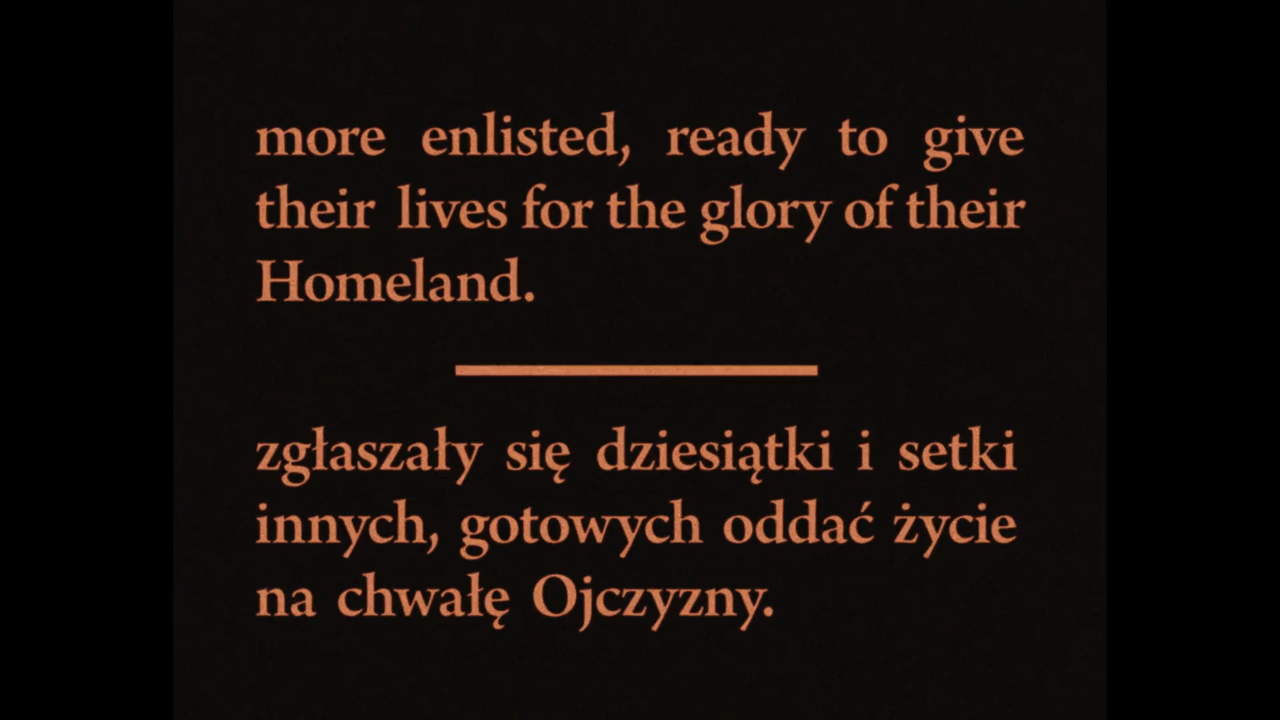 more enlisted, ready to give
their lives for the glory of their
Homeland.
zgłaszały się dziesiątki i setki
innych, gotowych oddać życie
na chwałę Ojczyzny.